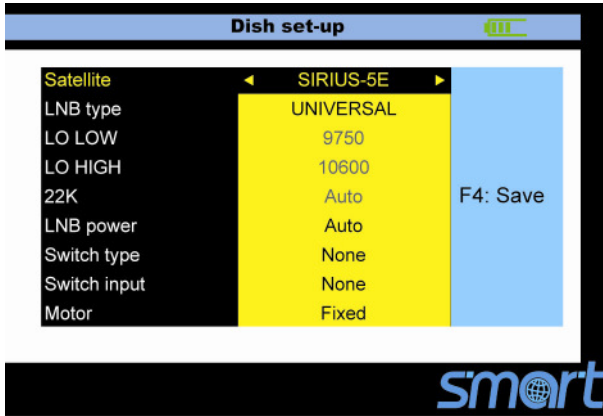 Dish set-up
Satellite ◄ SIRIUS-5E ►
LNB type UNIVERSAL
LO LOW 9750
LO HIGH 10600
22K Auto
F4: Save
LNB power Auto
Switch type None
Switch input None
Motor Fixed
smart